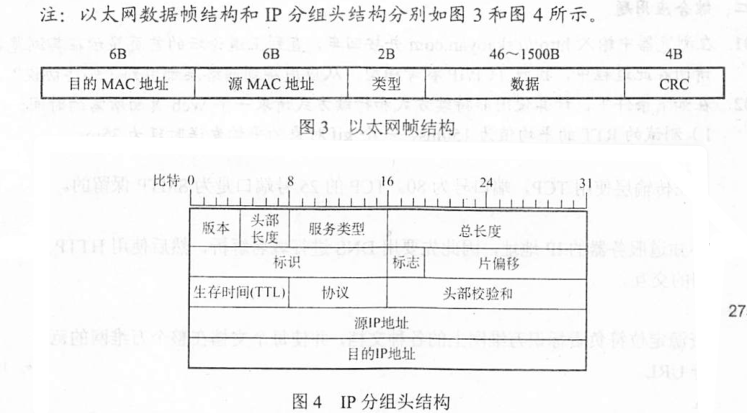 注：以太网数据帧结构和 IP 分组头结构分别如图 3 和图 4 所示。
6B 6B 2B 46～1500B 4B
目的 MAC 地址 源 MAC 地址 类型 数据 CRC
图 3 以太网帧结构
比特 0 8 16 24 31
版本 头部长度 服务类型 总长度
标识 标志 片偏移
生存时间(TTL) 协议 头部校验和
源IP地址
目的IP地址
27
图 4 IP 分组头结构